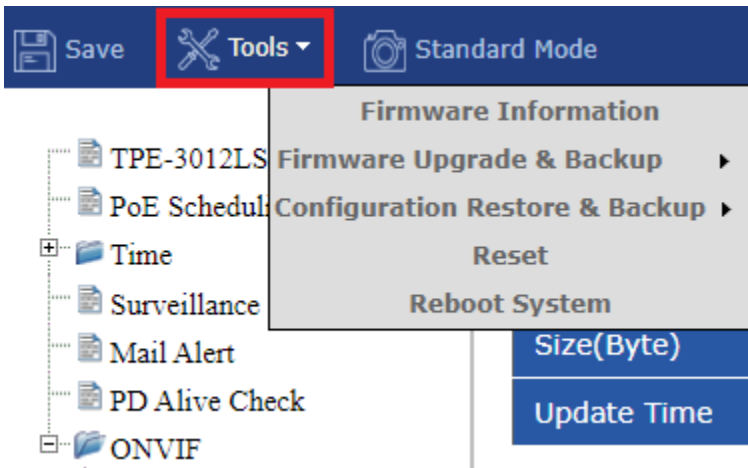 Save
Tools
Standard Mode
Firmware Information
TPE-3012LS
Firmware Upgrade & Backup
PoE
Configuration Restore & Backup
Time
Reset
Surveillance
Reboot System
Mail Alert
Size(Byte)
PD Alive Check
Update Time
ONVIF